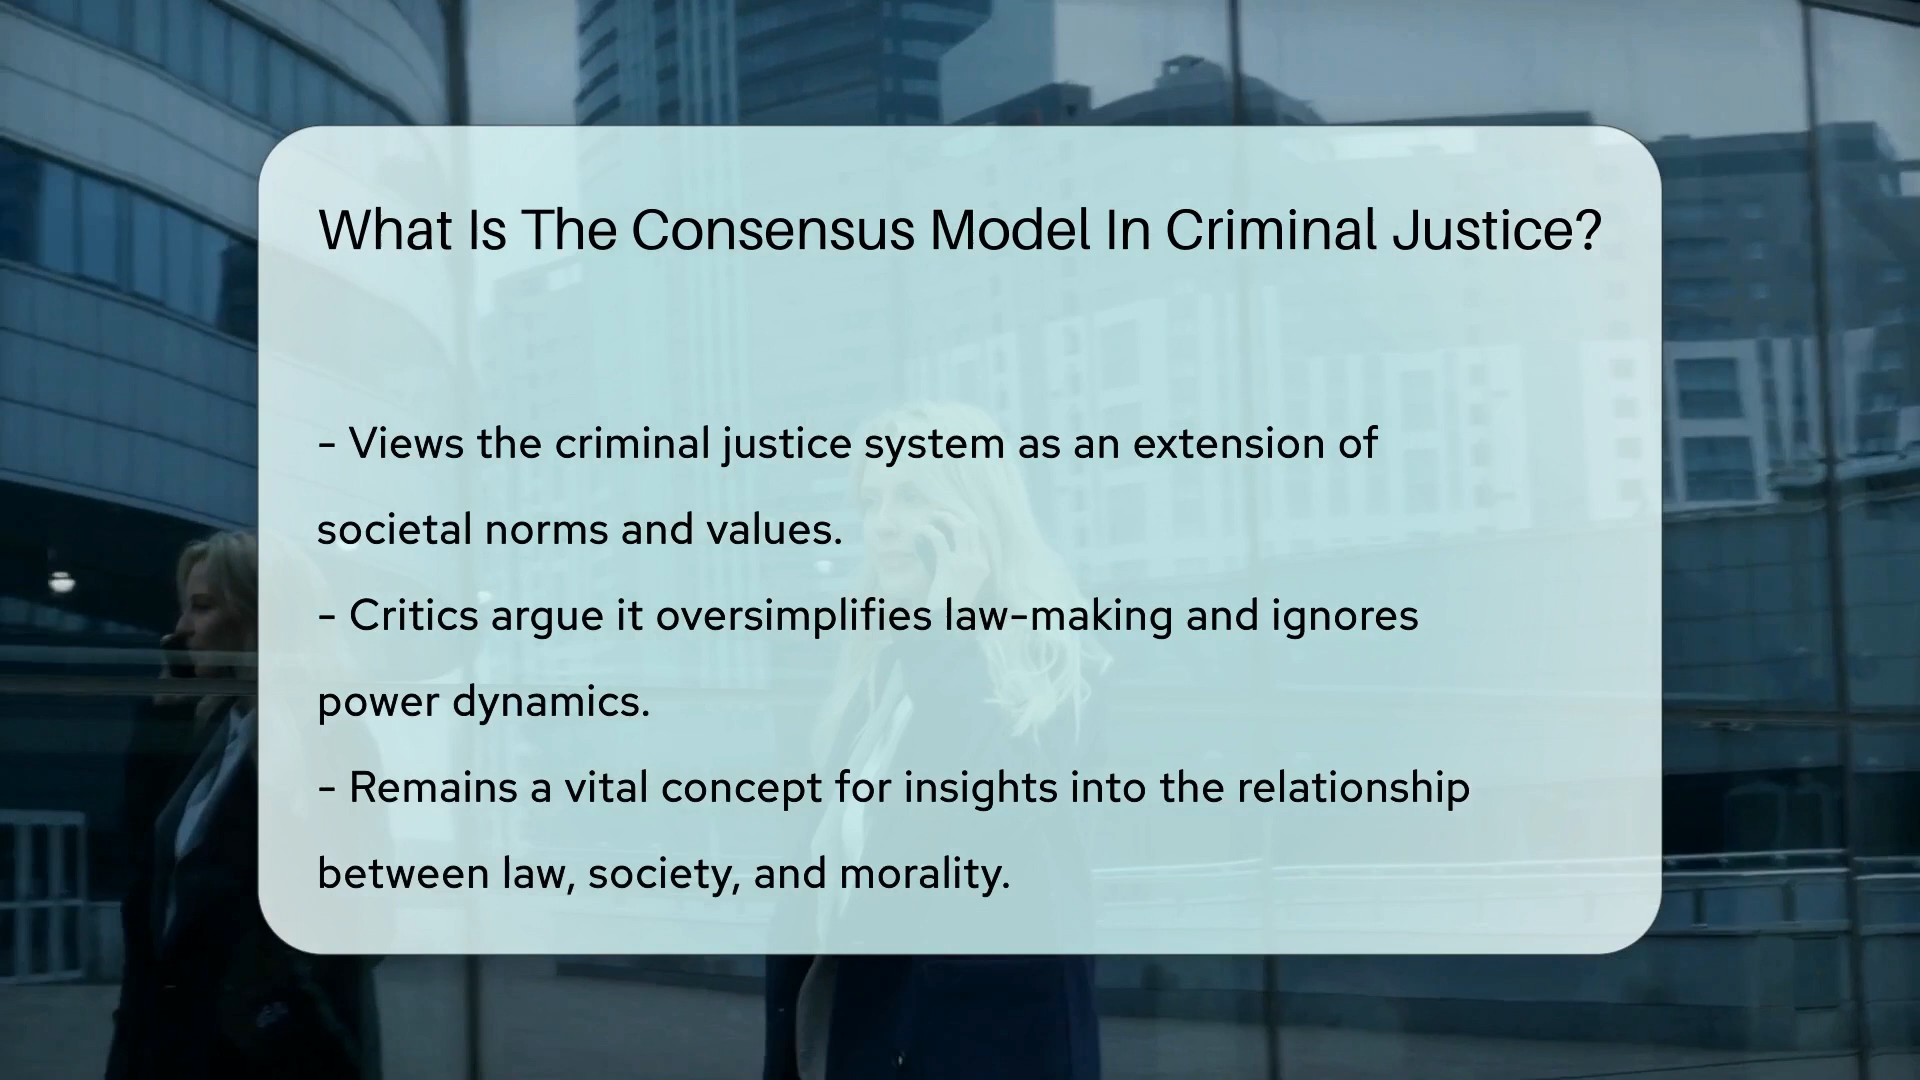 What Is The Consensus Model In Criminal Justice?
- Views the criminal justice system as an extension of
societal norms and values.
- Critics argue it oversimplifies law-making and ignores
power dynamics.
- Remains a vital concept for insights into the relationship
between law, society, and morality.